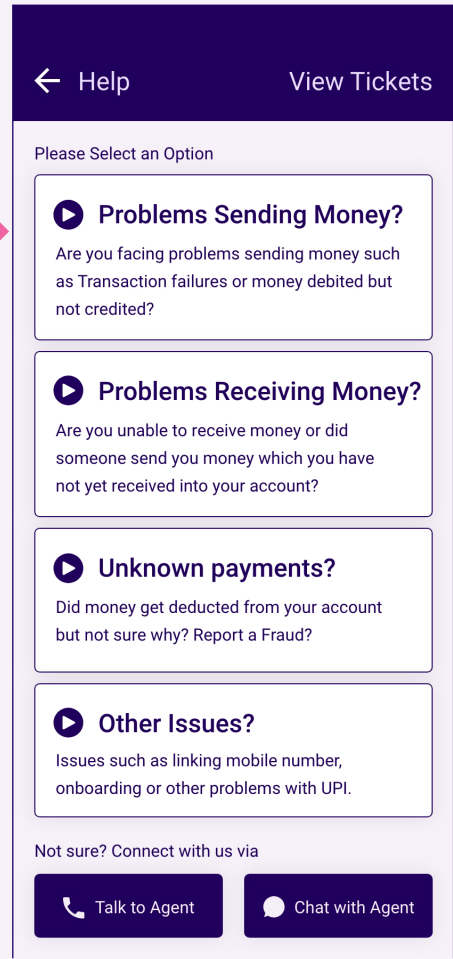 Help
View Tickets
Please Select an Option
Problems Sending Money?
Are you facing problems sending money such
as Transaction failures or money debited but
not credited?
Problems Receiving Money?
Are you unable to receive money or did
someone send you money which you have
not yet received into your account?
Unknown payments?
Did money get deducted from your account
but not sure why? Report a Fraud?
Other Issues?
Issues such as linking mobile number,
onboarding or other problems with UPI.
Not sure? Connect with us via
Talk to Agent
Chat with Agent